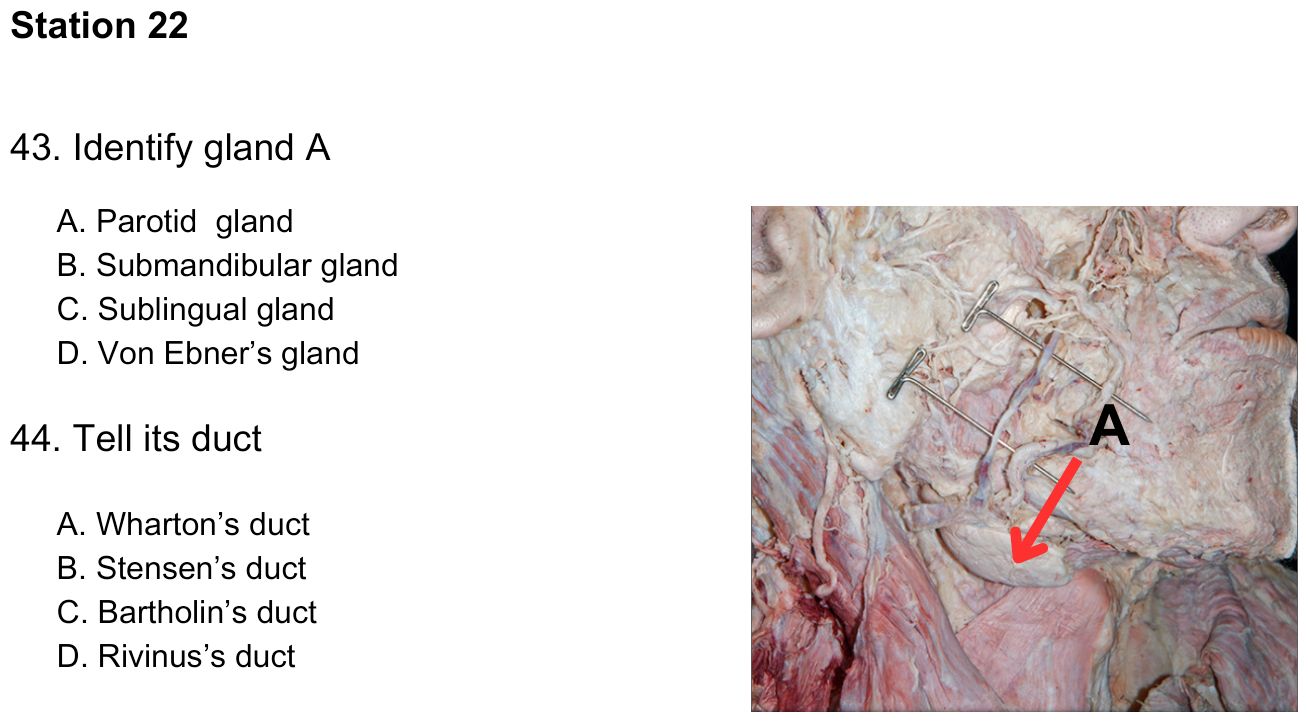 Station 22
43. Identify gland A
A. Parotid  gland
B. Submandibular gland
C. Sublingual gland
D. Von Ebner’s gland
44. Tell its duct
A. Wharton’s duct
B. Stensen’s duct
C. Bartholin’s duct
D. Rivinus’s duct
A